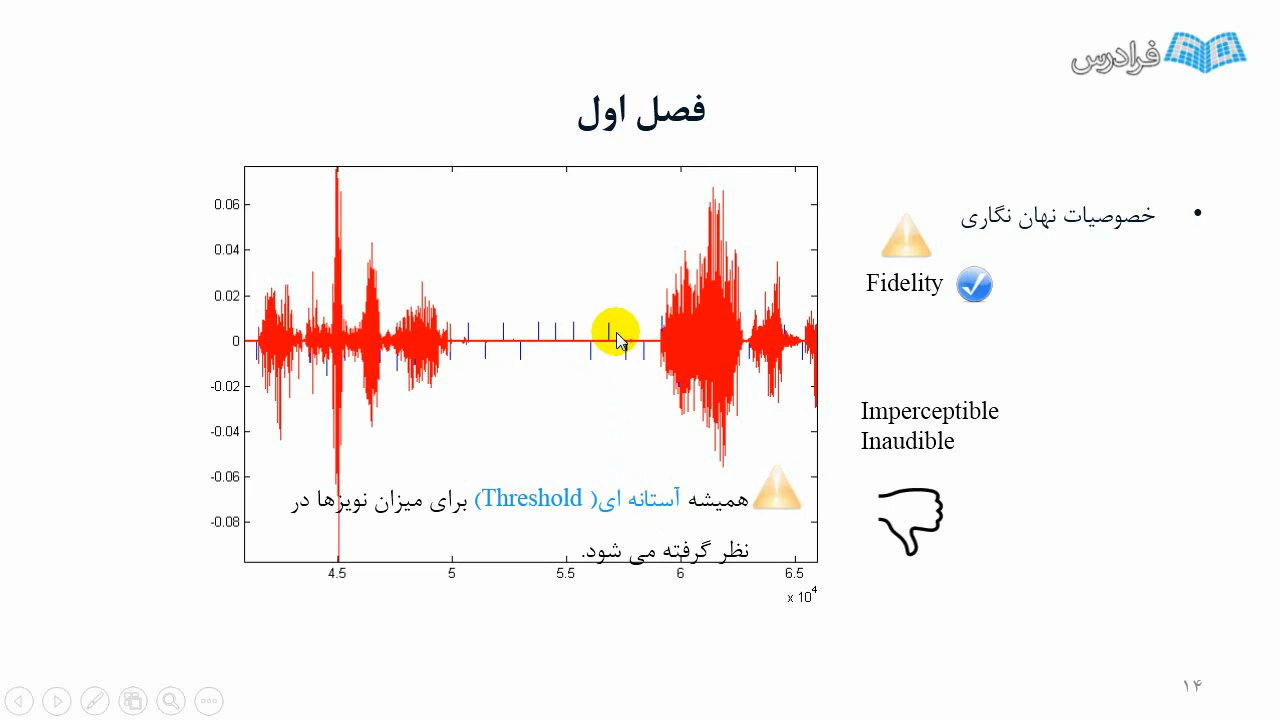 فرادرس
فصل اول
• خصوصیات نهان نگاری
Fidelity
Imperceptible
Inaudible
0.06
0.04
0.02
0
-0.02
-0.04
-0.06
-0.08
همیشه آستانه ای( Threshold) برای میزان نویزها در
نظر گرفته می شود.
4.5 5 5.5 6 6.5
x 10⁴
۱۴